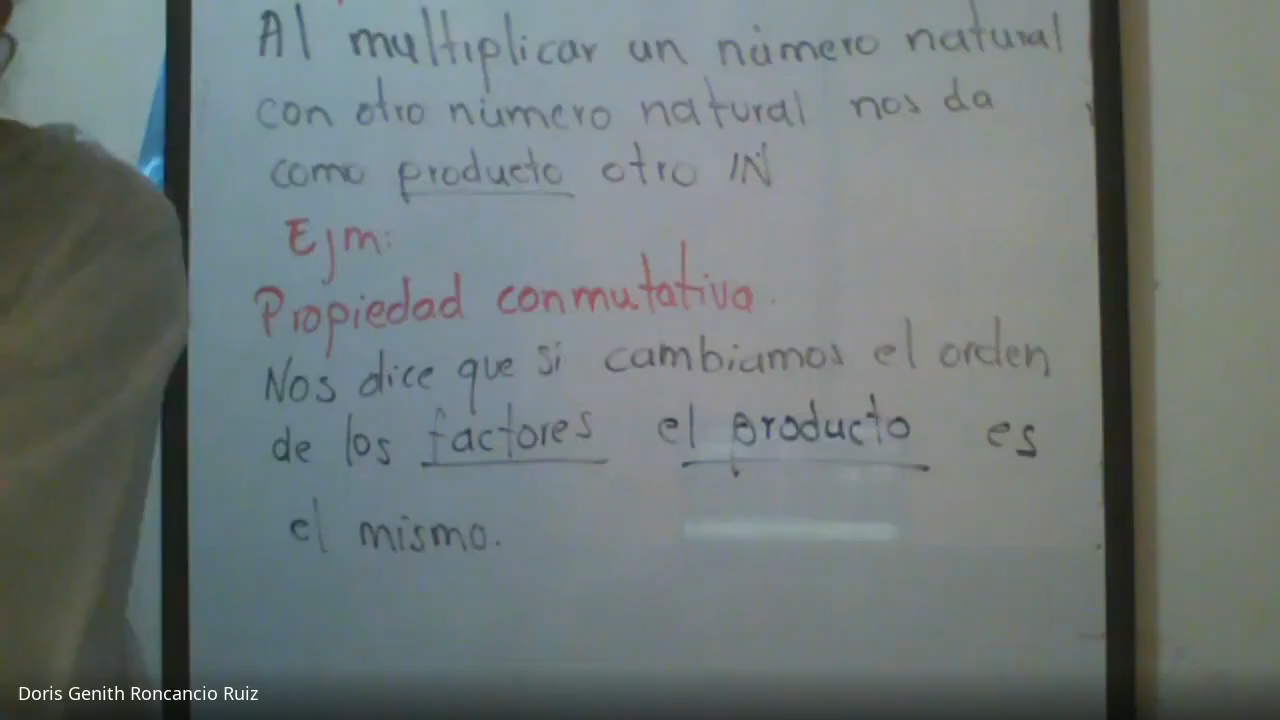 Al multiplicar un número natural
con otro número natural nos da
como producto otro IN
Ejm:
Propiedad conmutativa.
Nos dice que si cambiamos el orden
de los factores el producto es
el mismo.
Doris Genith Roncancio Ruiz